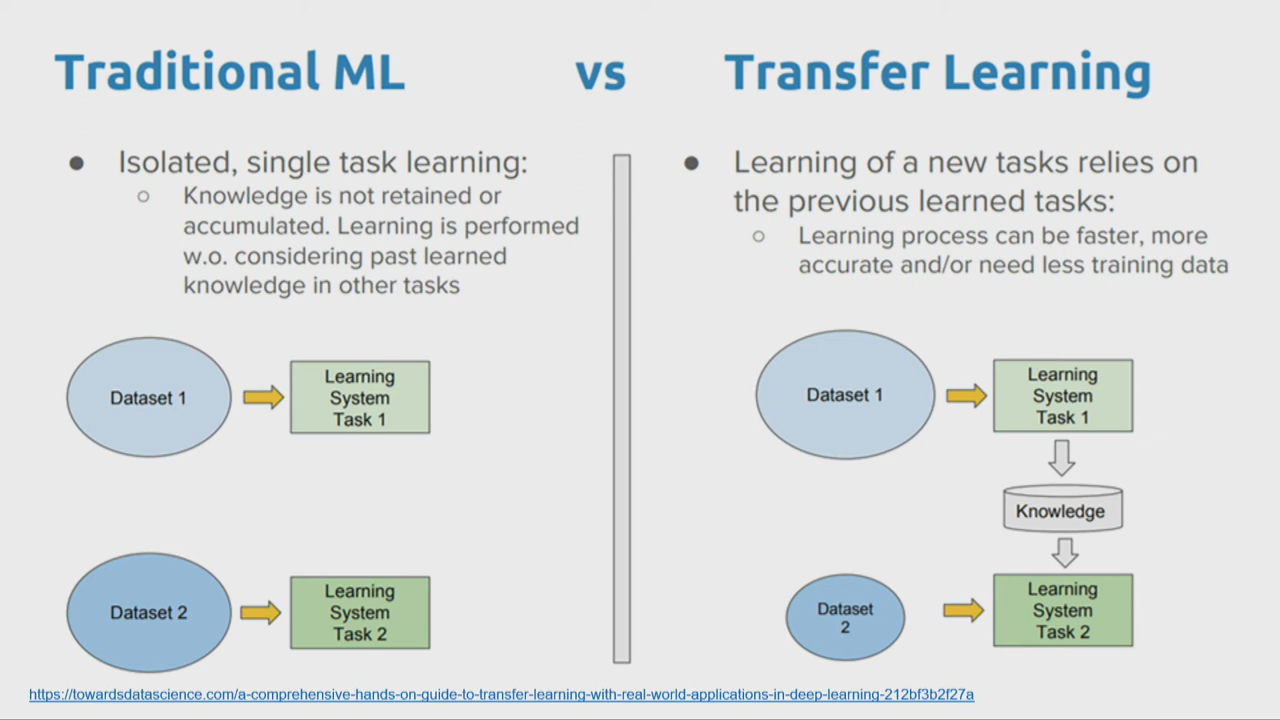 Traditional ML vs Transfer Learning
● Isolated, single task learning:
○ Knowledge is not retained or
accumulated. Learning is performed
w.o. considering past learned
knowledge in other tasks
● Learning of a new tasks relies on
the previous learned tasks:
○ Learning process can be faster, more
accurate and/or need less training data
Dataset 1
Learning
System
Task 1
Dataset 2
Learning
System
Task 2
Dataset 1
Learning
System
Task 1
Knowledge
Dataset
2
Learning
System
Task 2
https://towardsdatascience.com/a-comprehensive-hands-on-guide-to-transfer-learning-with-real-world-applications-in-deep-learning-212bf3b2f27a